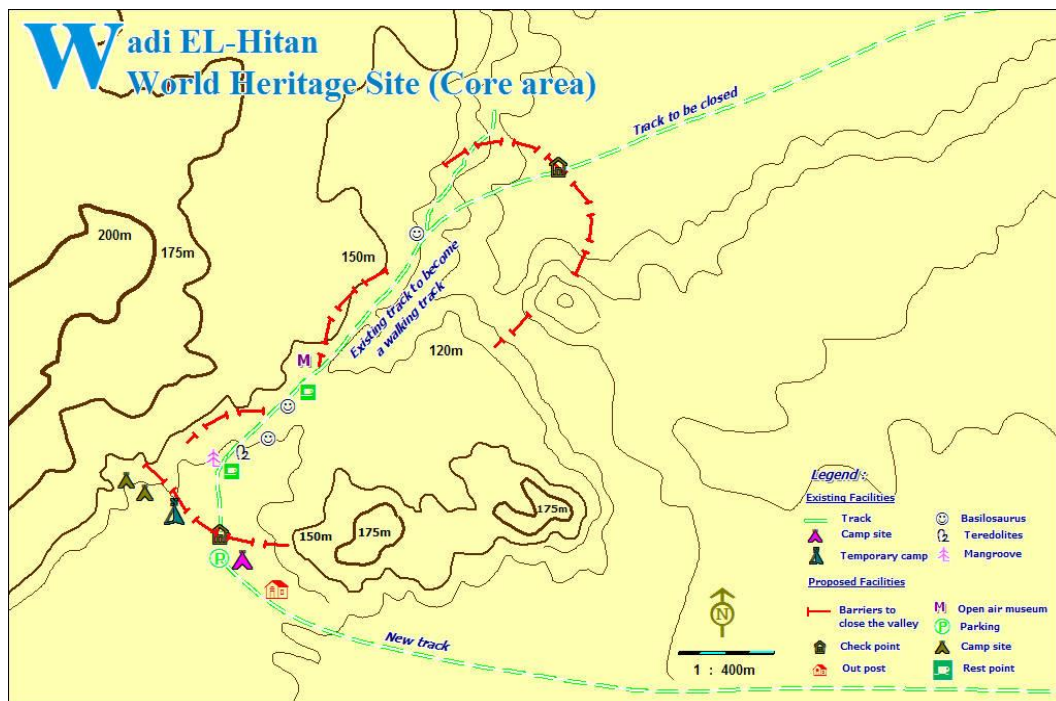 Wadi EL-Hitan
World Heritage Site (Core area)
Track to be closed
200m
175m
150m
Existing track to become
a walking track
120m
M
2
150m
175m
175m
P
New track
N
1 : 400m
Legend :
Existing Facilities
Track
Basilosaurus
Camp site
2
Teredolites
Temporary camp
Mangroove
Proposed Facilities
Barriers to
close the valley
M
Open air museum
P
Parking
Check point
Camp site
Out post
Rest point